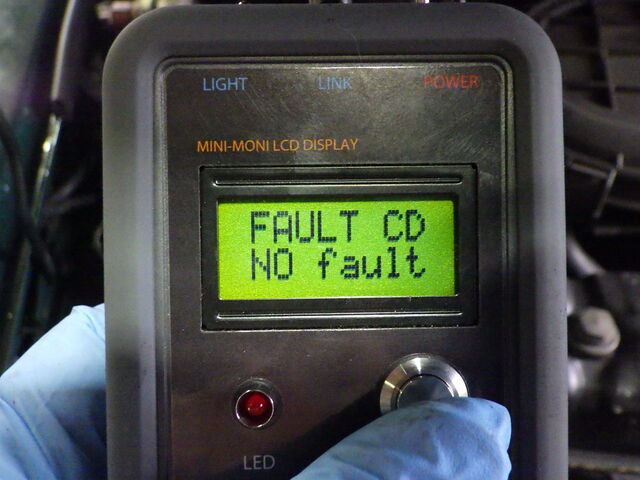 LIGHT LINK POWER
MINI-MONI LCD DISPLAY
FAULT CD
NO fault
LED